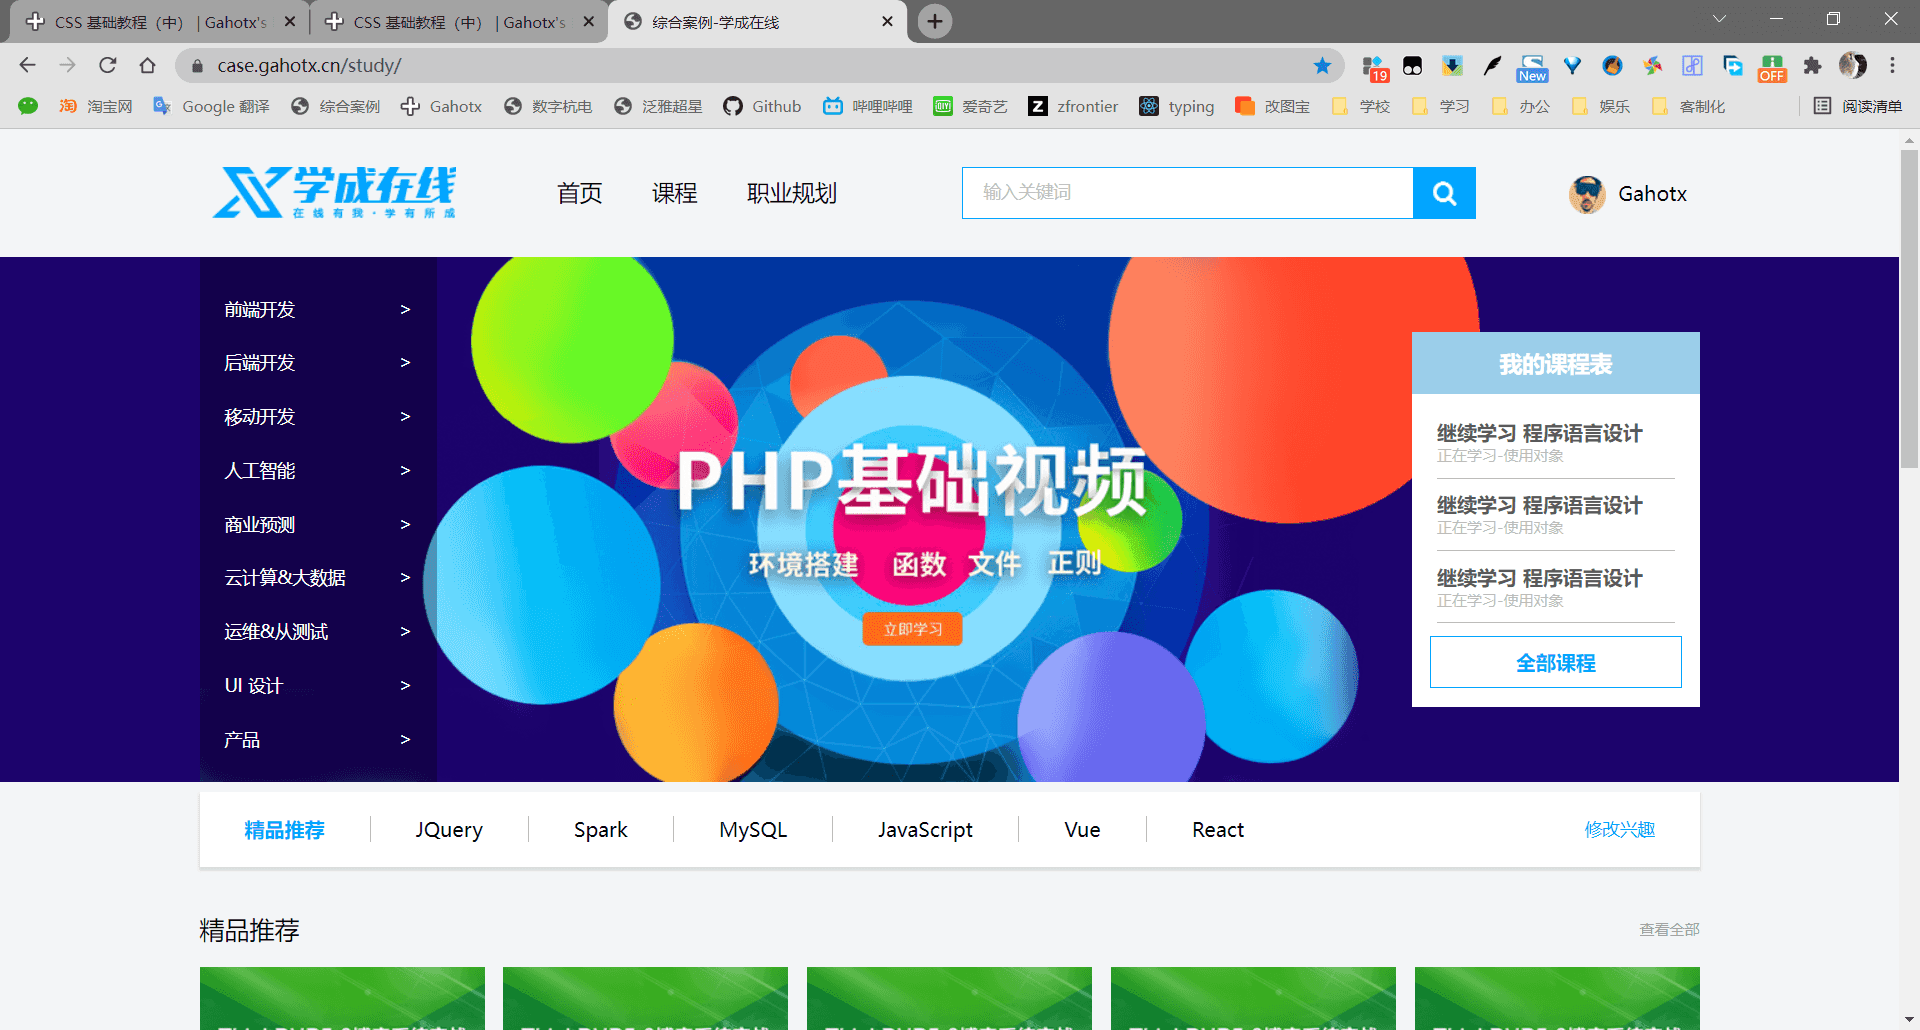 CSS 基础教程（中） | Gahotx's
CSS 基础教程（中） | Gahotx's
综合案例-学成在线
case.gahotx.cn/study/
19
New
OFF
淘宝网
Google 翻译
综合案例
Gahotx
数字杭电
泛雅超星
Github
哔哩哔哩
爱奇艺
zfrontier
typing
改图宝
学校
学习
办公
娱乐
客制化
阅读清单
学成在线
在线有我·学有所成
首页
课程
职业规划
输入关键词
Gahotx
前端开发 >
后端开发 >
移动开发 >
人工智能 >
商业预测 >
云计算&大数据 >
运维&从测试 >
UI 设计 >
产品 >
PHP基础视频
环境搭建 函数 文件 正则
立即学习
我的课程表
继续学习 程序语言设计
正在学习-使用对象
继续学习 程序语言设计
正在学习-使用对象
继续学习 程序语言设计
正在学习-使用对象
全部课程
精品推荐
JQuery
Spark
MySQL
JavaScript
Vue
React
修改兴趣
精品推荐
查看全部